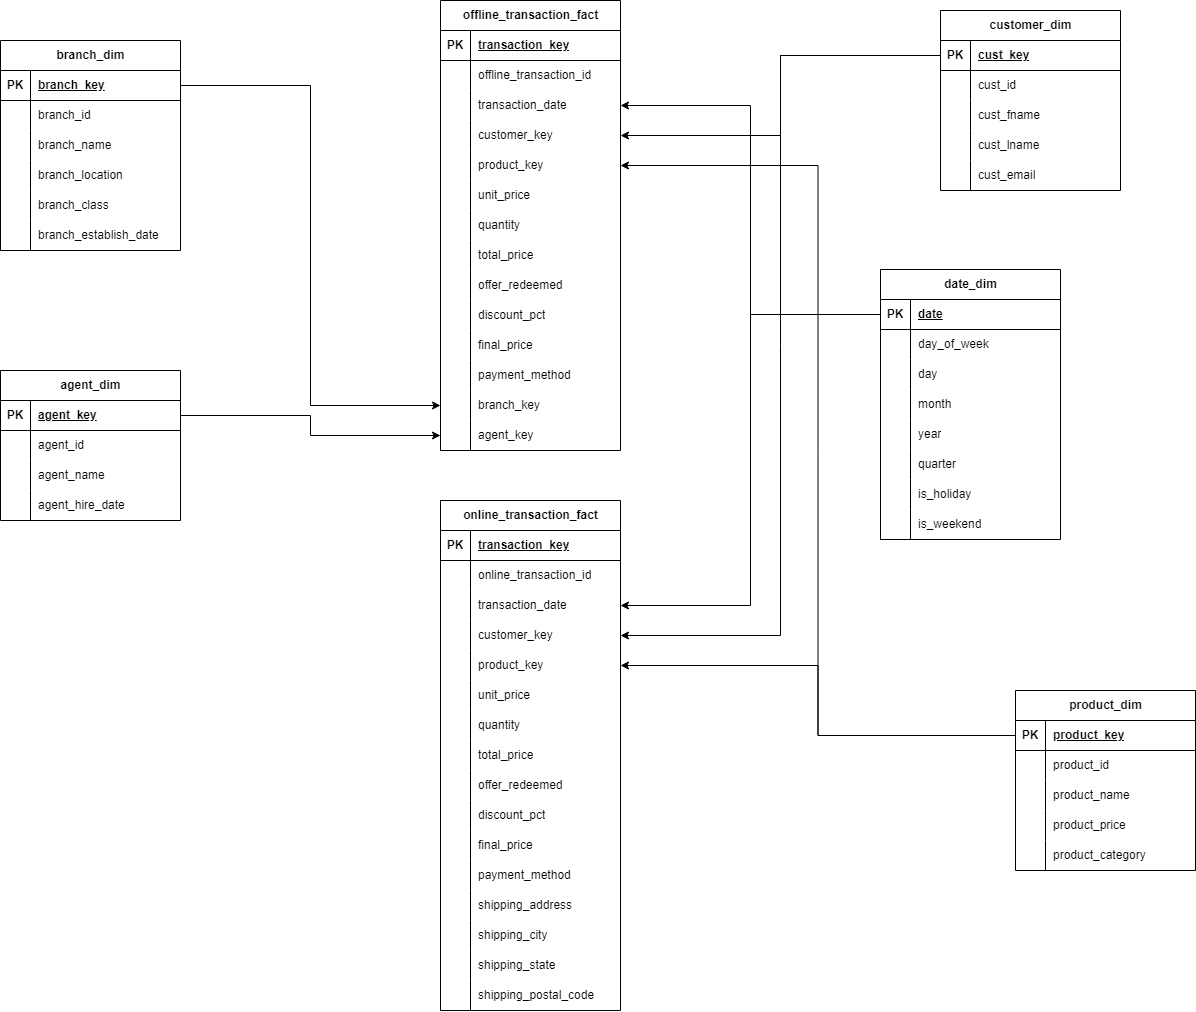 branch_dim
PK branch_key
branch_id
branch_name
branch_location
branch_class
branch_establish_date
agent_dim
PK agent_key
agent_id
agent_name
agent_hire_date
offline_transaction_fact
PK transaction_key
offline_transaction_id
transaction_date
customer_key
product_key
unit_price
quantity
total_price
offer_redeemed
discount_pct
final_price
payment_method
branch_key
agent_key
online_transaction_fact
PK transaction_key
online_transaction_id
transaction_date
customer_key
product_key
unit_price
quantity
total_price
offer_redeemed
discount_pct
final_price
payment_method
shipping_address
shipping_city
shipping_state
shipping_postal_code
customer_dim
PK cust_key
cust_id
cust_fname
cust_lname
cust_email
date_dim
PK date
day_of_week
day
month
year
quarter
is_holiday
is_weekend
product_dim
PK product_key
product_id
product_name
product_price
product_category